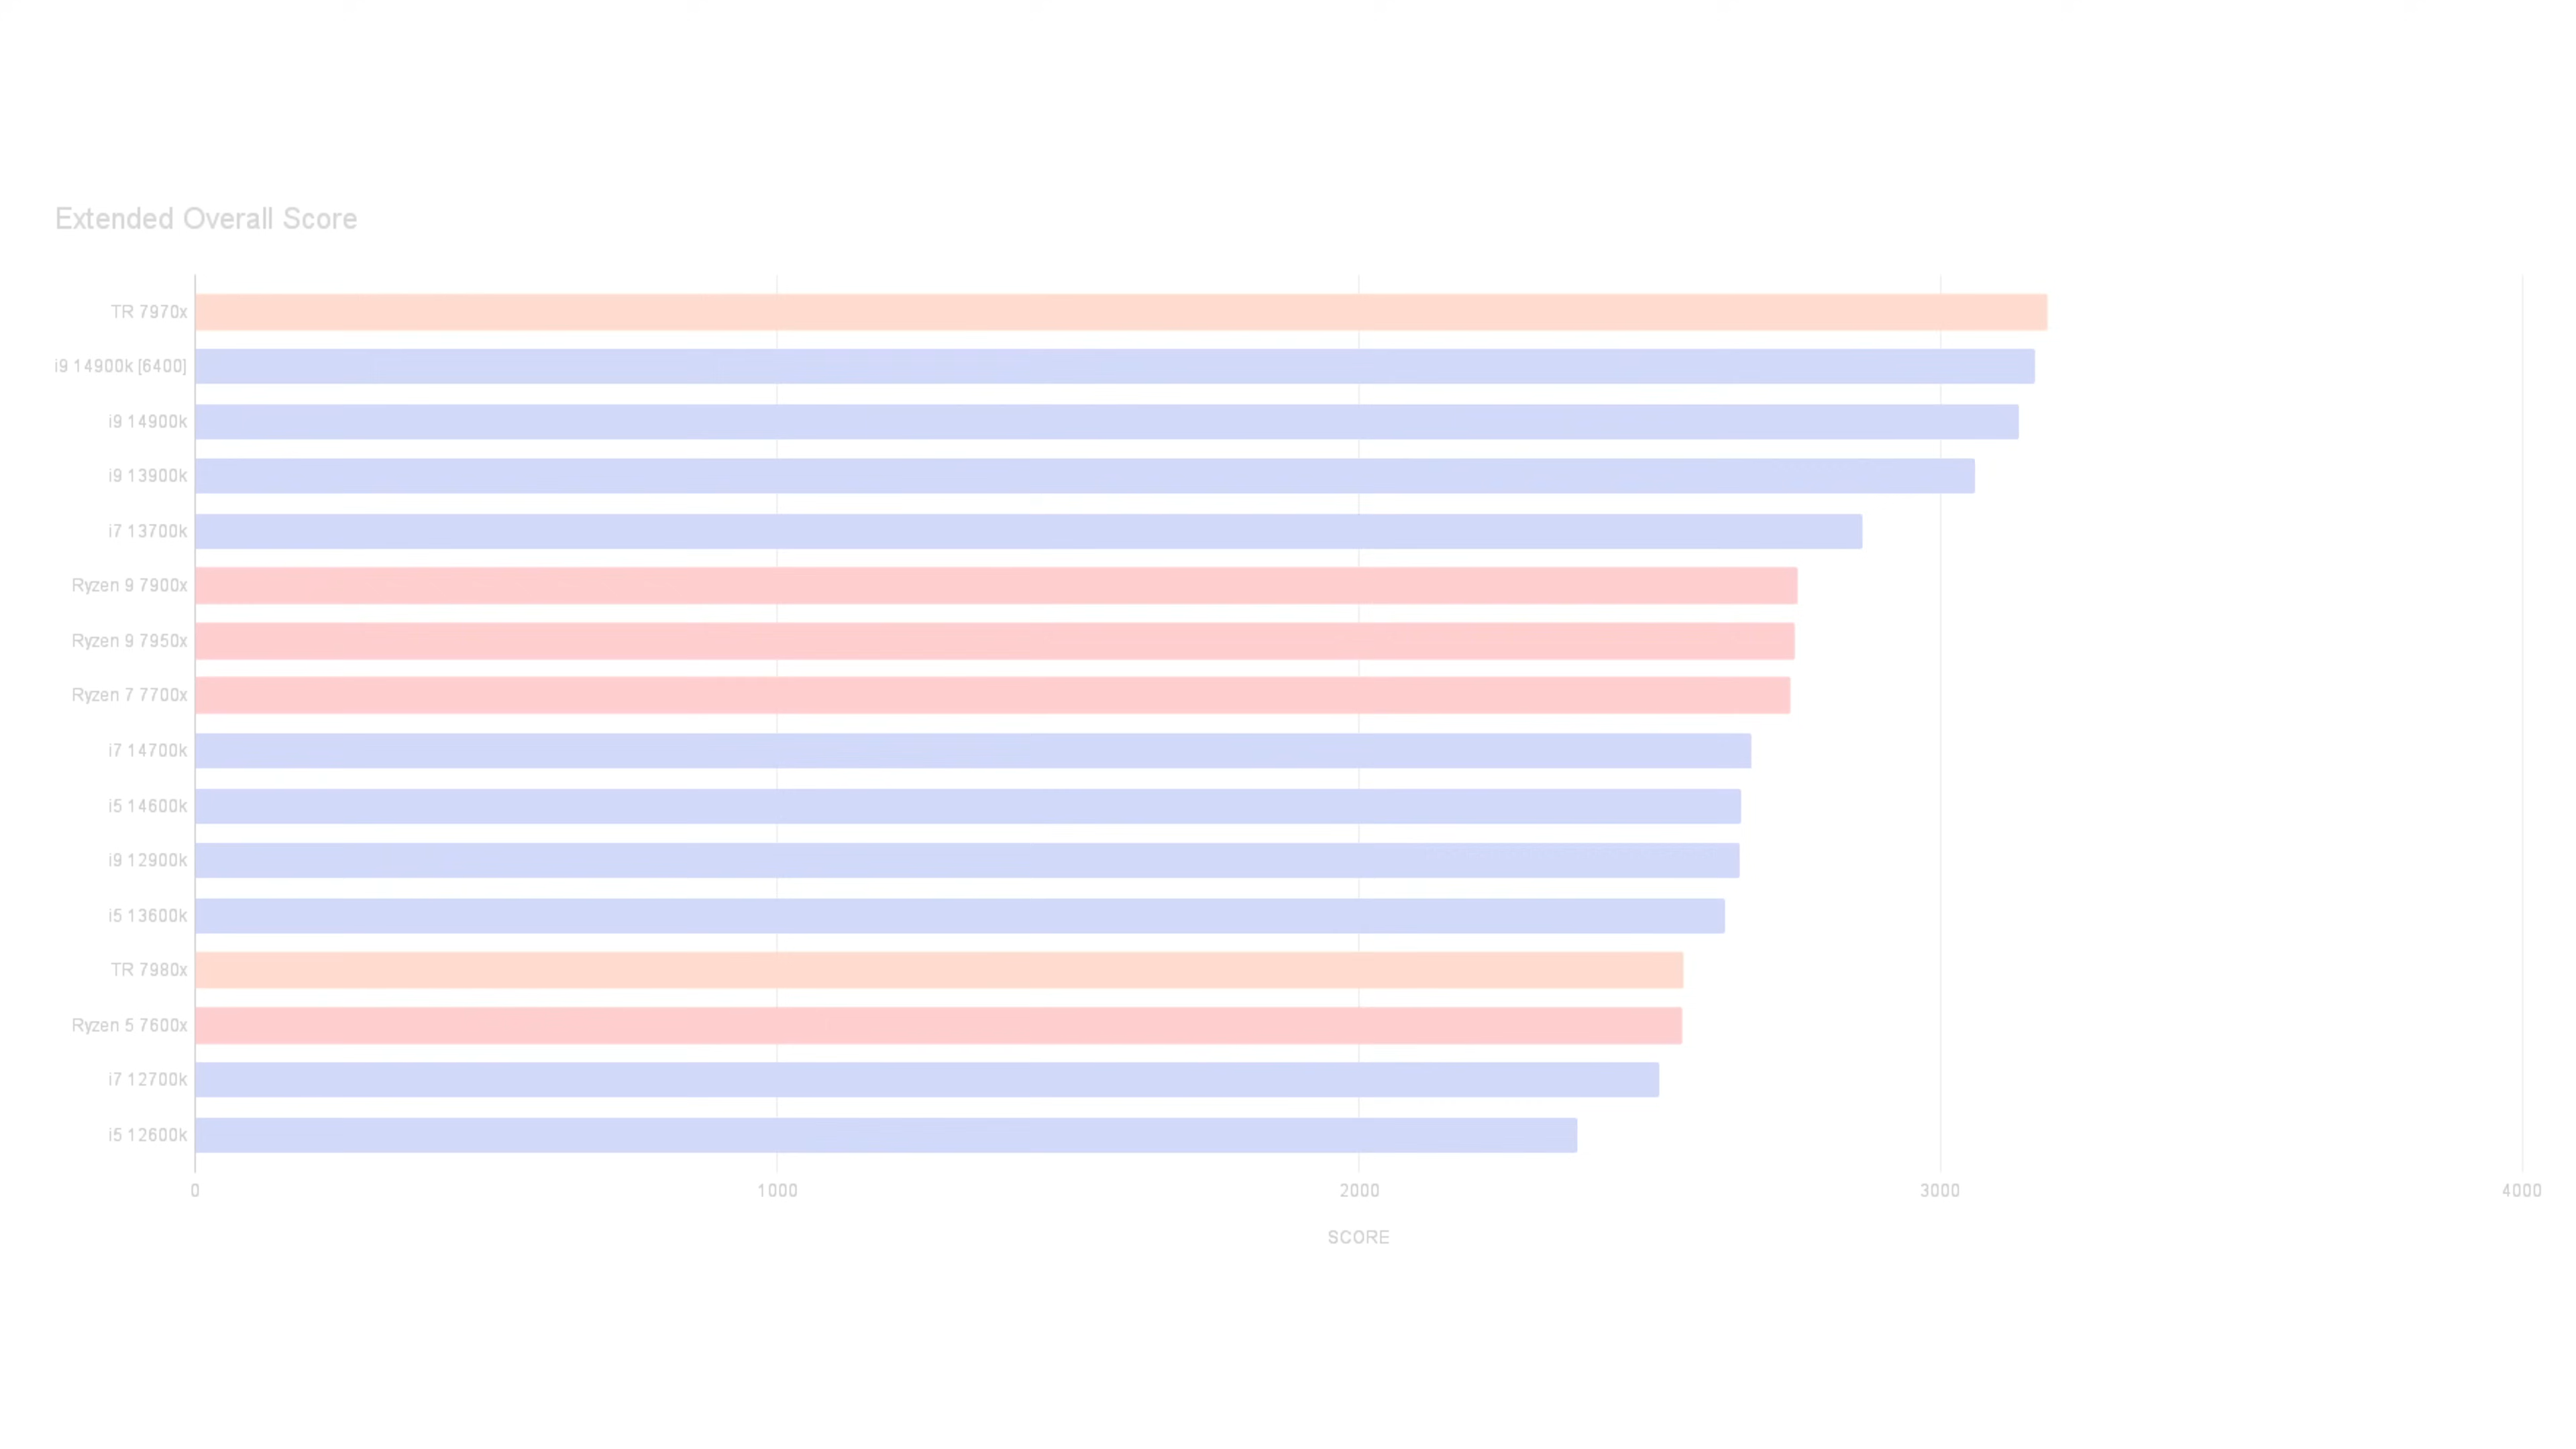 Extended Overall Score
TR 7970x
i9 14900k [6400]
i9 14900k
i9 13900k
i7 13700k
Ryzen 9 7900x
Ryzen 9 7950x
Ryzen 7 7700x
i7 14700k
i5 14600k
i9 12900k
i5 13600k
TR 7980x
Ryzen 5 7600x
i7 12700k
i5 12600k
0 1000 2000 3000 4000
SCORE